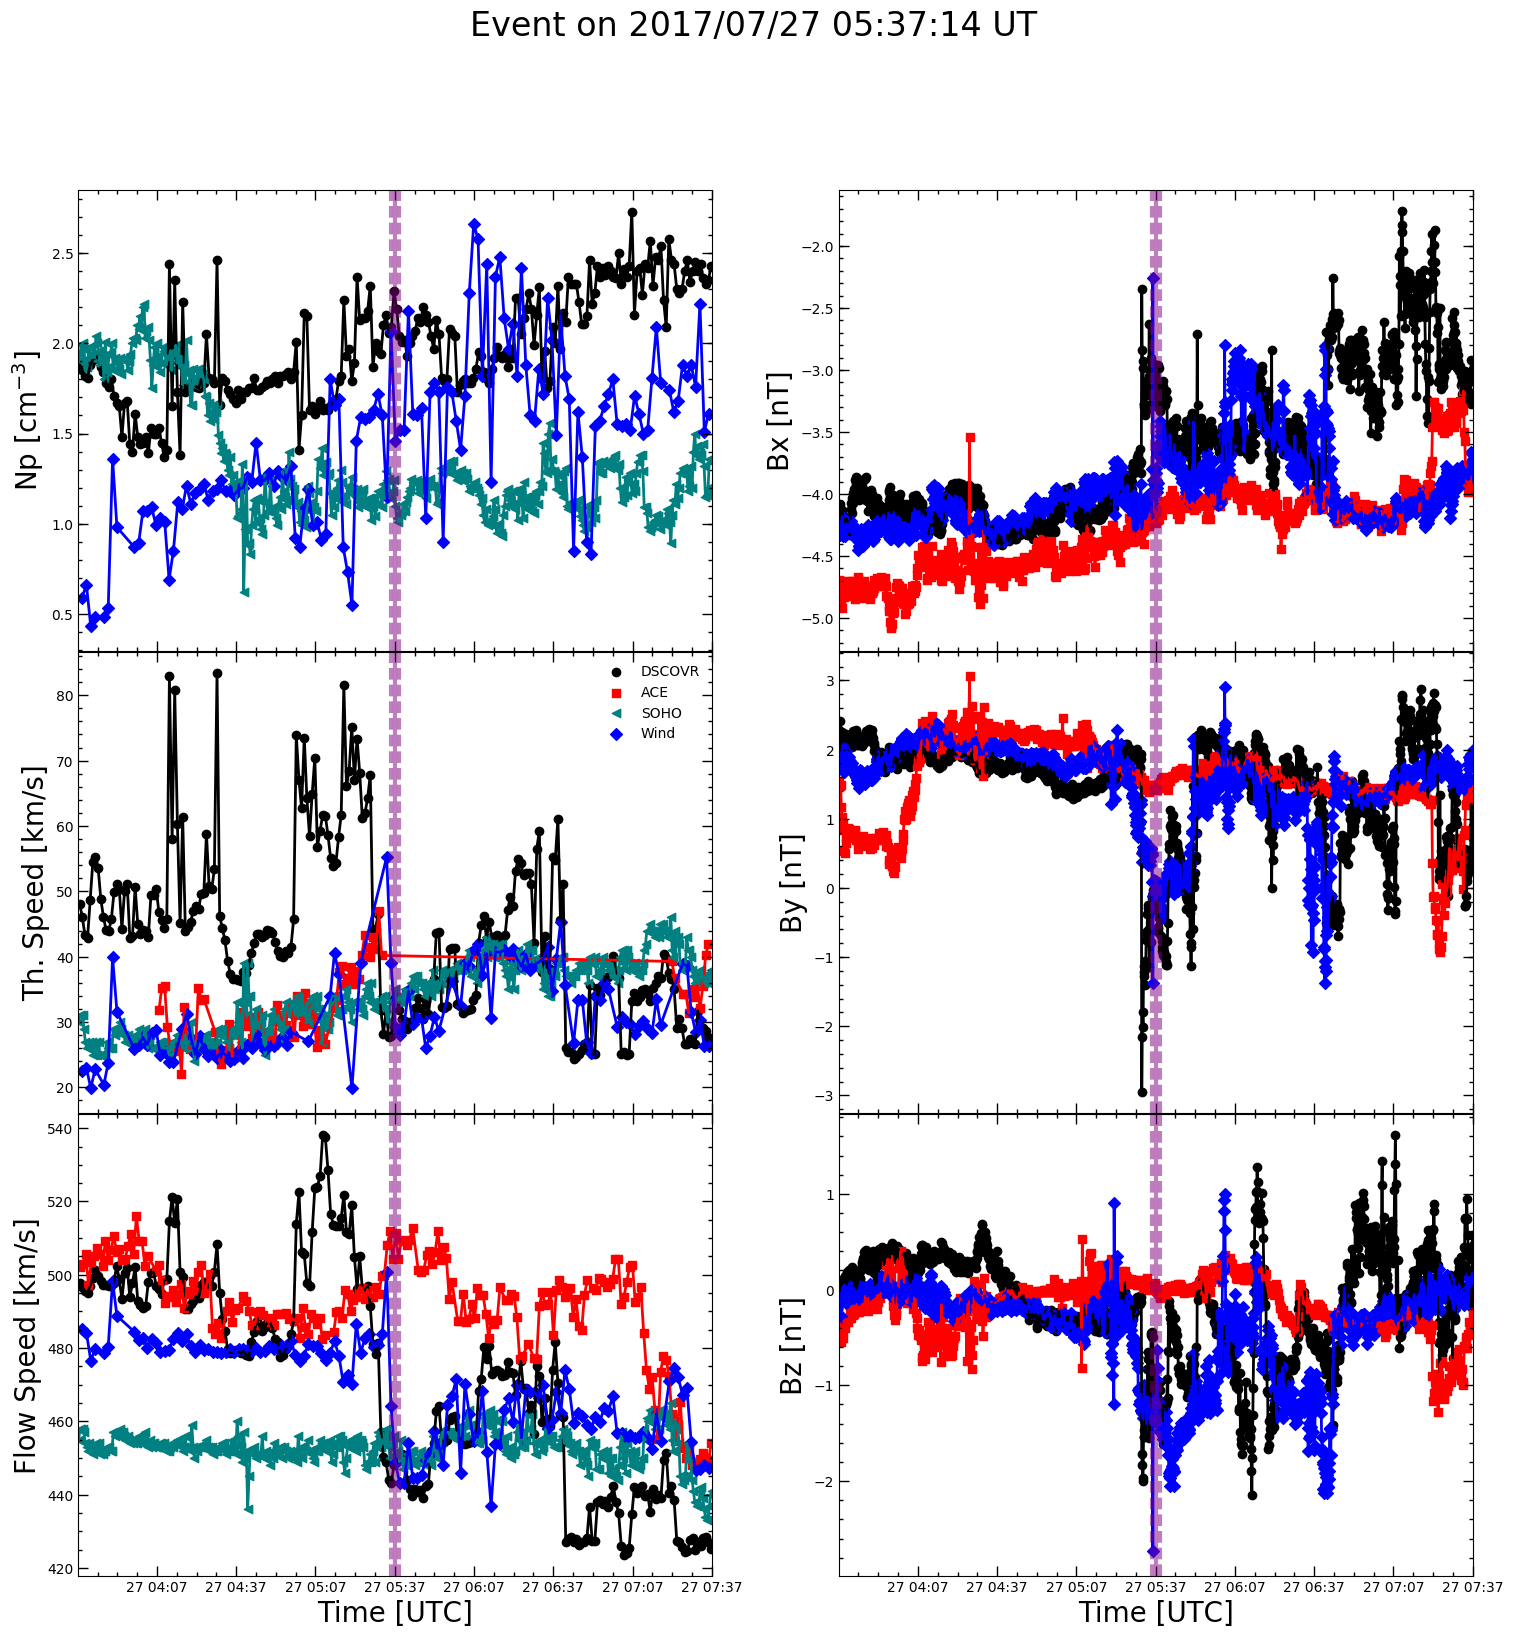 Event on 2017/07/27 05:37:14 UT
Np [cm⁻³]
2.5
2.0
1.5
1.0
0.5
Th. Speed [km/s]
80
70
60
50
40
30
20
DSCOVR
ACE
SOHO
Wind
Flow Speed [km/s]
540
520
500
480
460
440
420
27 04:07 27 04:37 27 05:07 27 05:37 27 06:07 27 06:37 27 07:07 27 07:37
Time [UTC]
Bx [nT]
−2.0
−2.5
−3.0
−3.5
−4.0
−4.5
−5.0
By [nT]
3
2
1
0
−1
−2
−3
Bz [nT]
1
0
−1
−2
27 04:07 27 04:37 27 05:07 27 05:37 27 06:07 27 06:37 27 07:07 27 07:37
Time [UTC]